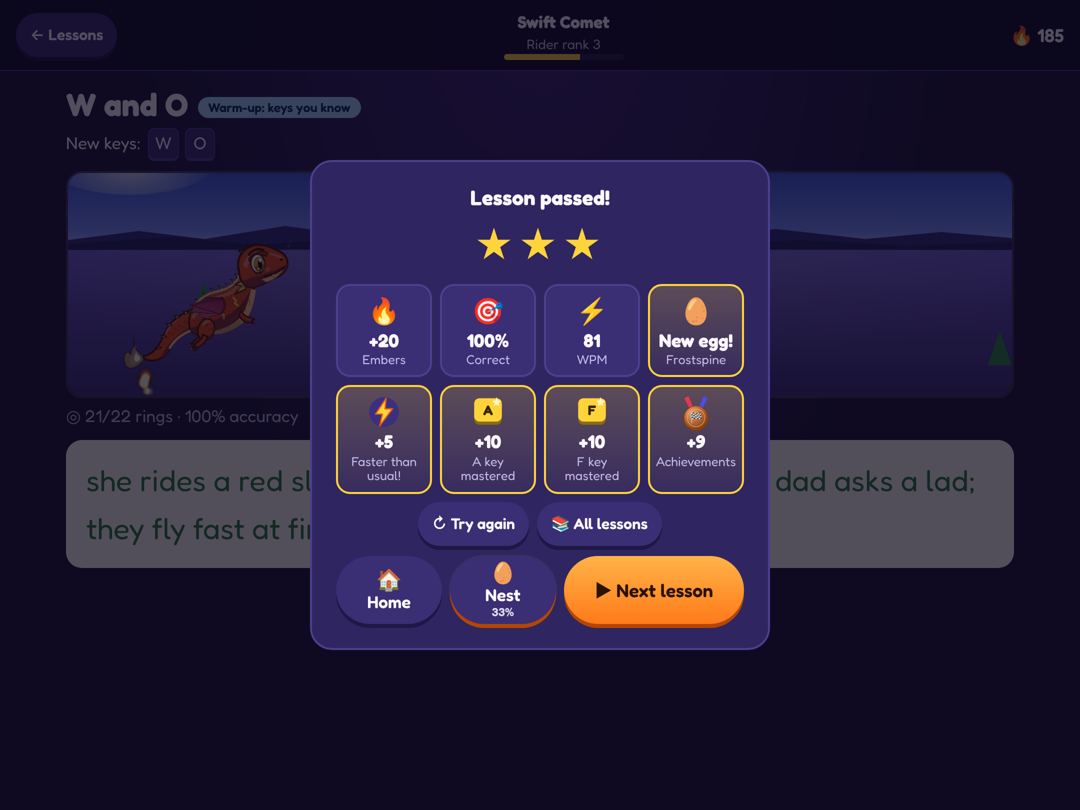 ← Lessons
Swift Comet
Rider rank 3
185
W and O
Warm-up: keys you know
New keys: W O
Lesson passed!
+20
Embers
100%
Correct
81
WPM
New egg!
Frostspine
+5
Faster than
usual!
A
+10
A key
mastered
F
+10
F key
mastered
+9
Achievements
21/22 rings · 100% accuracy
she rides a red sl
dad asks a lad;
they fly fast at fi
Try again
All lessons
Home
Nest
33%
Next lesson